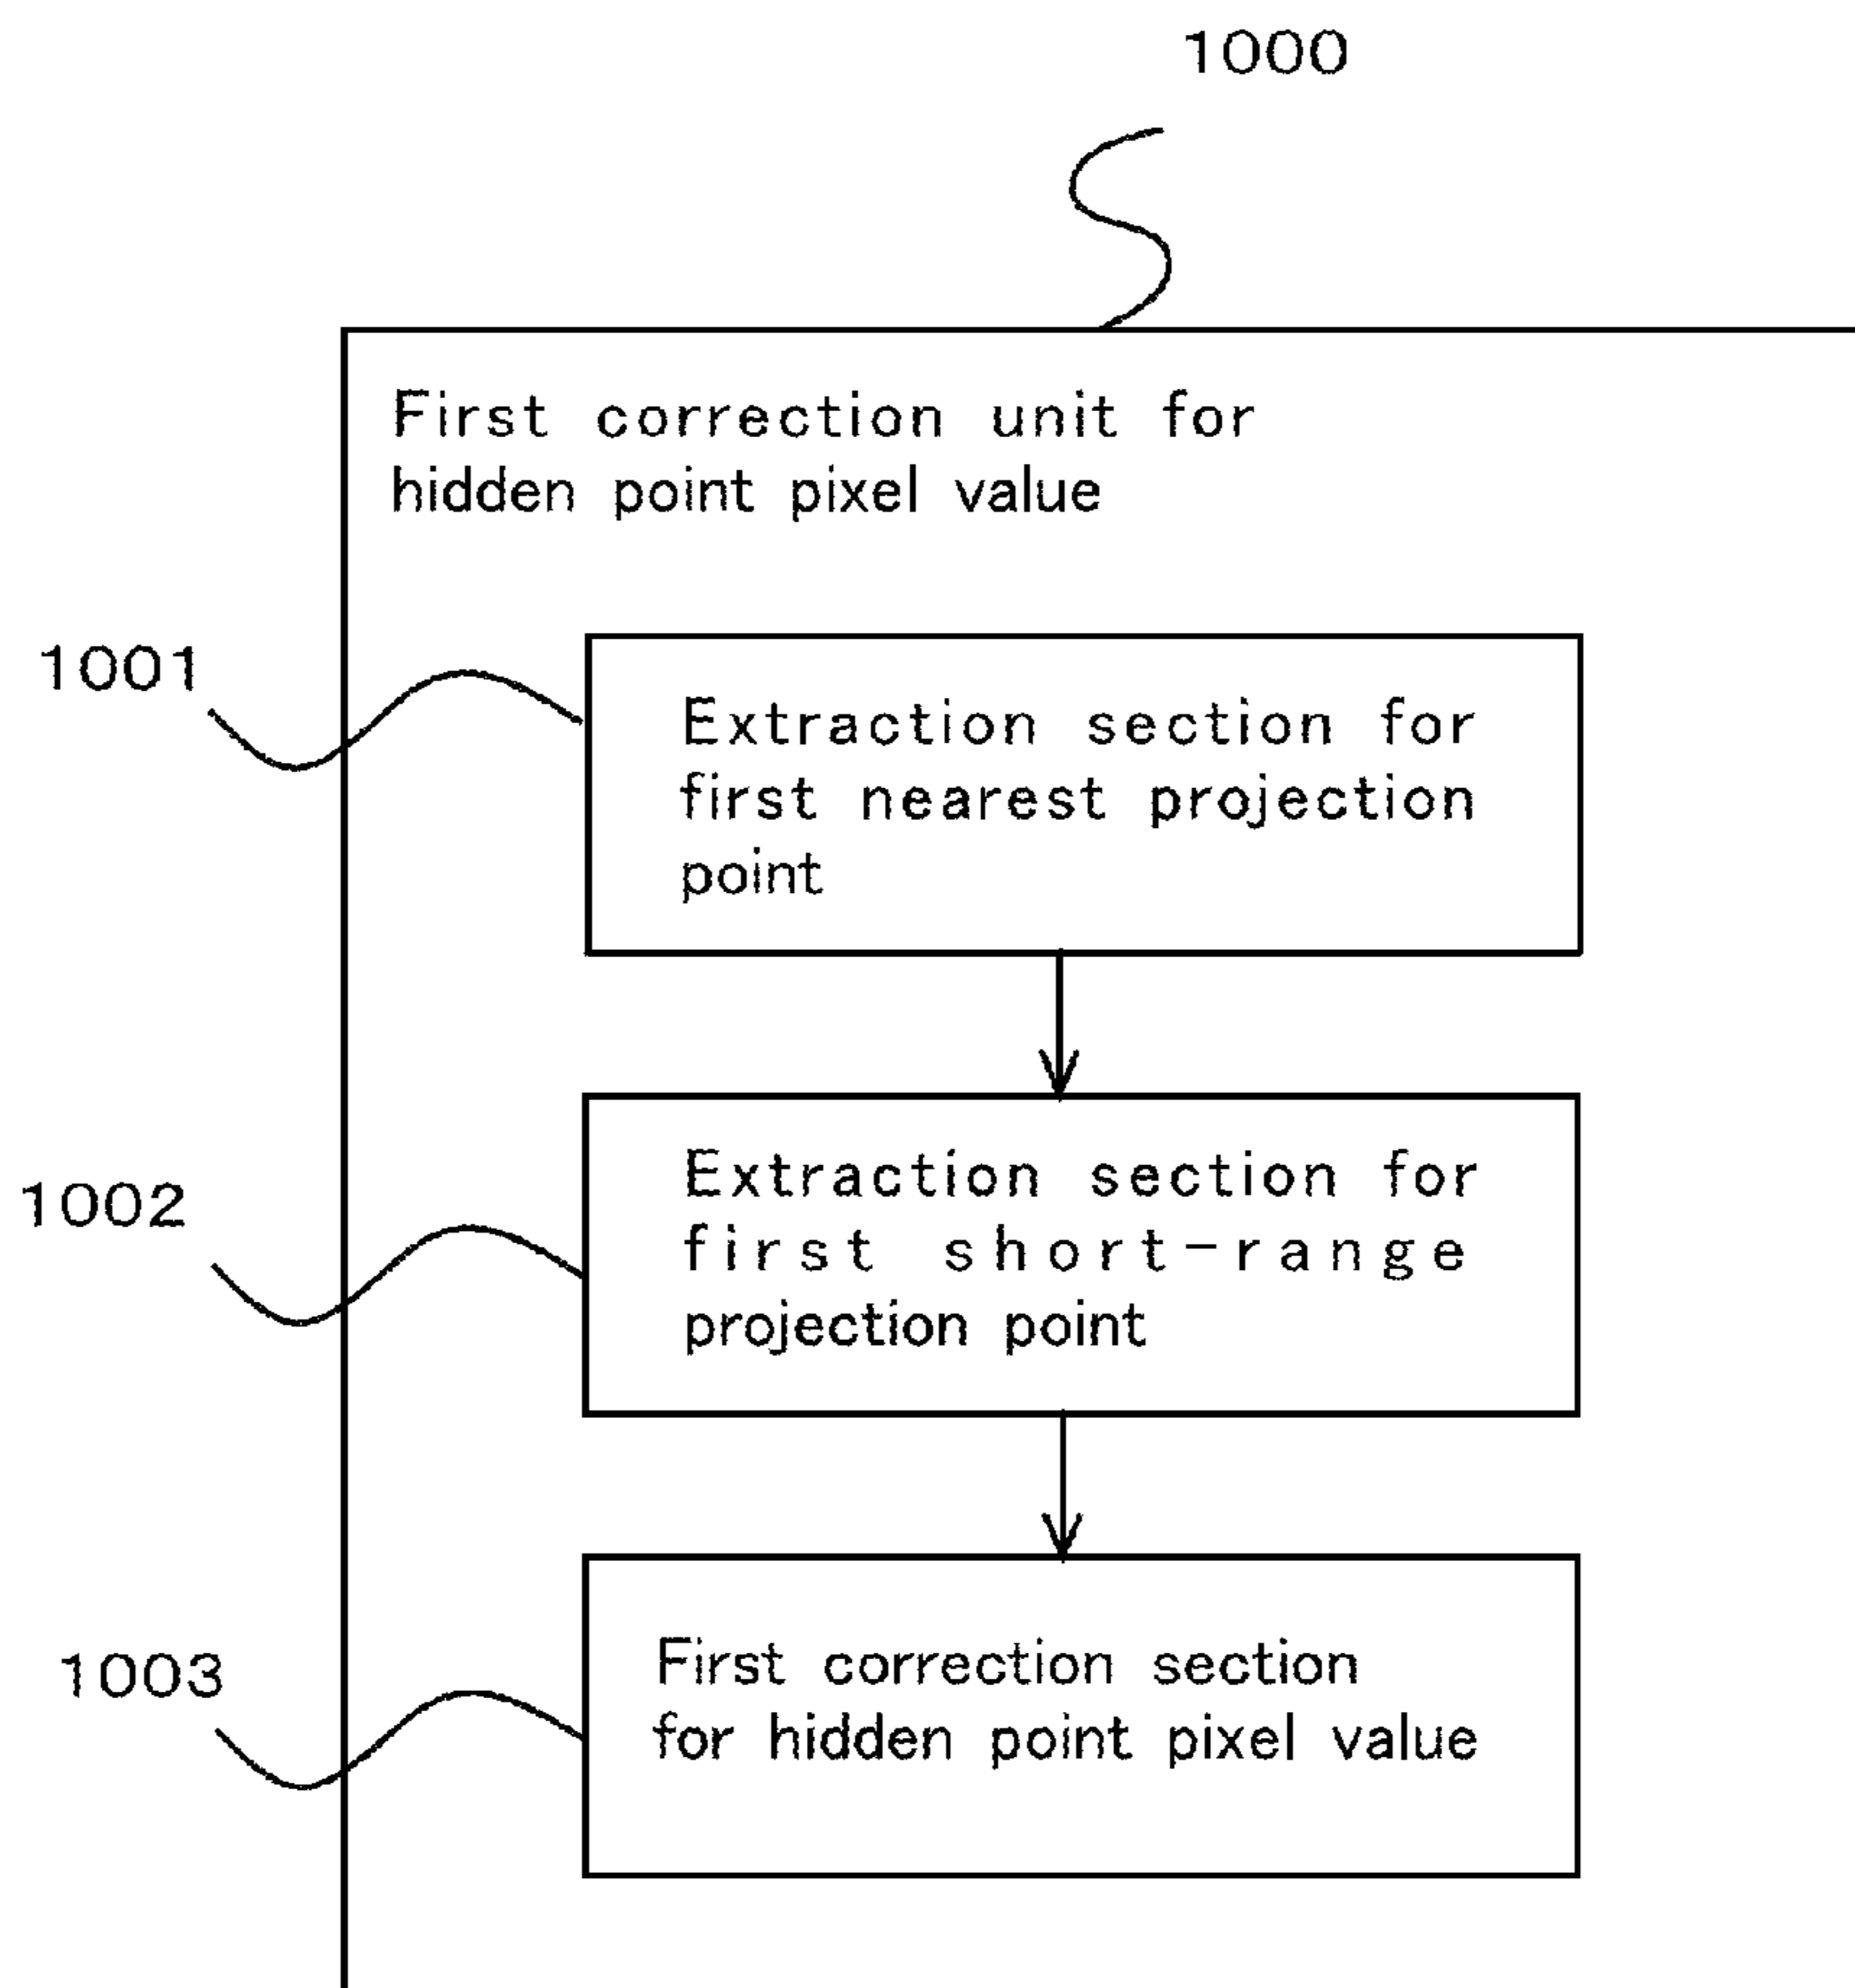 1000
First correction unit for
hidden point pixel value
1001
Extraction section for
first nearest projection
point
1002
Extraction section for
first short-range
projection point
1003
First correction section
for hidden point pixel value